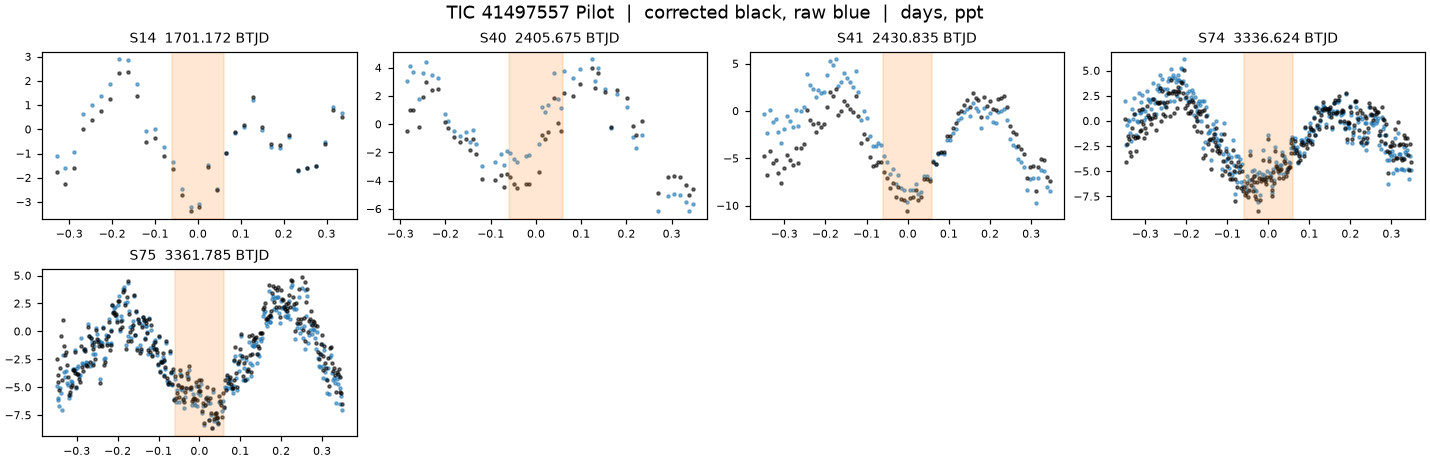 TIC 41497557 Pilot | corrected black, raw blue | days, ppt
S14 1701.172 BTJD
S40 2405.675 BTJD
S41 2430.835 BTJD
S74 3336.624 BTJD
3
2
1
0
−1
−2
−3
−0.3 −0.2 −0.1 0.0 0.1 0.2 0.3
4
2
0
−2
−4
−6
−0.3 −0.2 −0.1 0.0 0.1 0.2 0.3
5
0
−5
−10
−0.3 −0.2 −0.1 0.0 0.1 0.2 0.3
5.0
2.5
0.0
−2.5
−5.0
−7.5
−0.3 −0.2 −0.1 0.0 0.1 0.2 0.3
S75 3361.785 BTJD
5.0
2.5
0.0
−2.5
−5.0
−7.5
−0.3 −0.2 −0.1 0.0 0.1 0.2 0.3